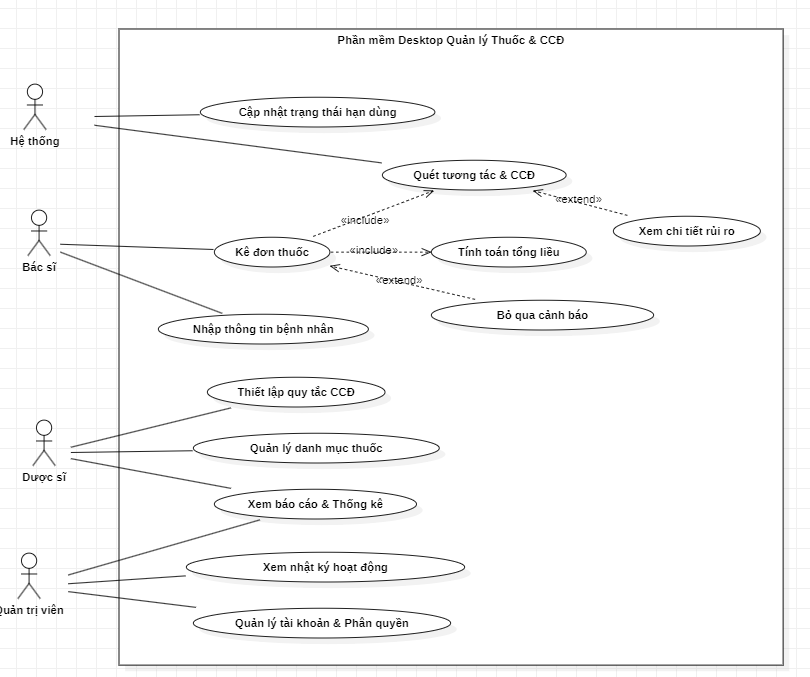 Phần mềm Desktop Quản lý Thuốc & CCĐ
Cập nhật trạng thái hạn dùng
Hệ thống
Quét tương tác & CCĐ
«include»
«extend»
Xem chi tiết rủi ro
Bác sĩ
Kê đơn thuốc
«include»
Tính toán tổng liều
«extend»
Bỏ qua cảnh báo
Nhập thông tin bệnh nhân
Thiết lập quy tắc CCĐ
Quản lý danh mục thuốc
Dược sĩ
Xem báo cáo & Thống kê
Xem nhật ký hoạt động
Quản trị viên
Quản lý tài khoản & Phân quyền